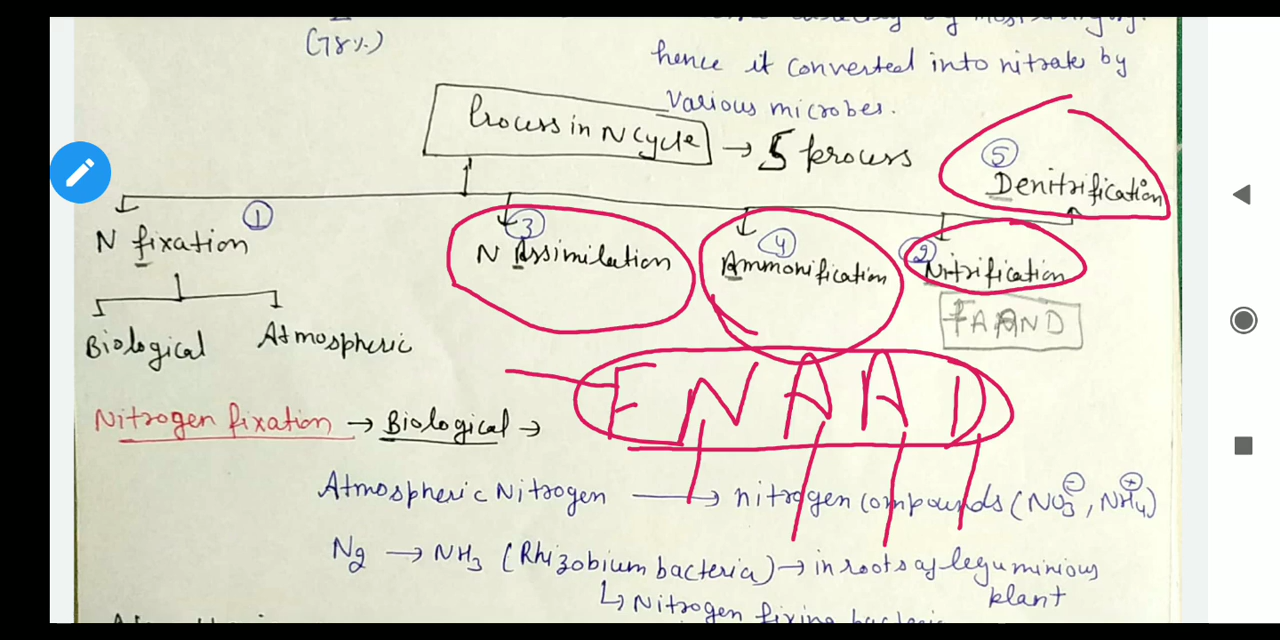 (78%)
hence it converted into nitrate by
various microbes.
Process in N Cycle → 5 process
⑤
Denitrification
①
③
④
②
N fixation
N Assimilation
Ammonification
Nitrification
FAAND
Biological
Atmospheric
FNAAD
Nitrogen fixation → Biological →
Atmospheric Nitrogen → nitrogen compounds (NO3⊖, NH4⊕)
N2 → NH3 (Rhizobium bacteria) → in roots of leguminious
plant
↳ Nitrogen fixing bacteria